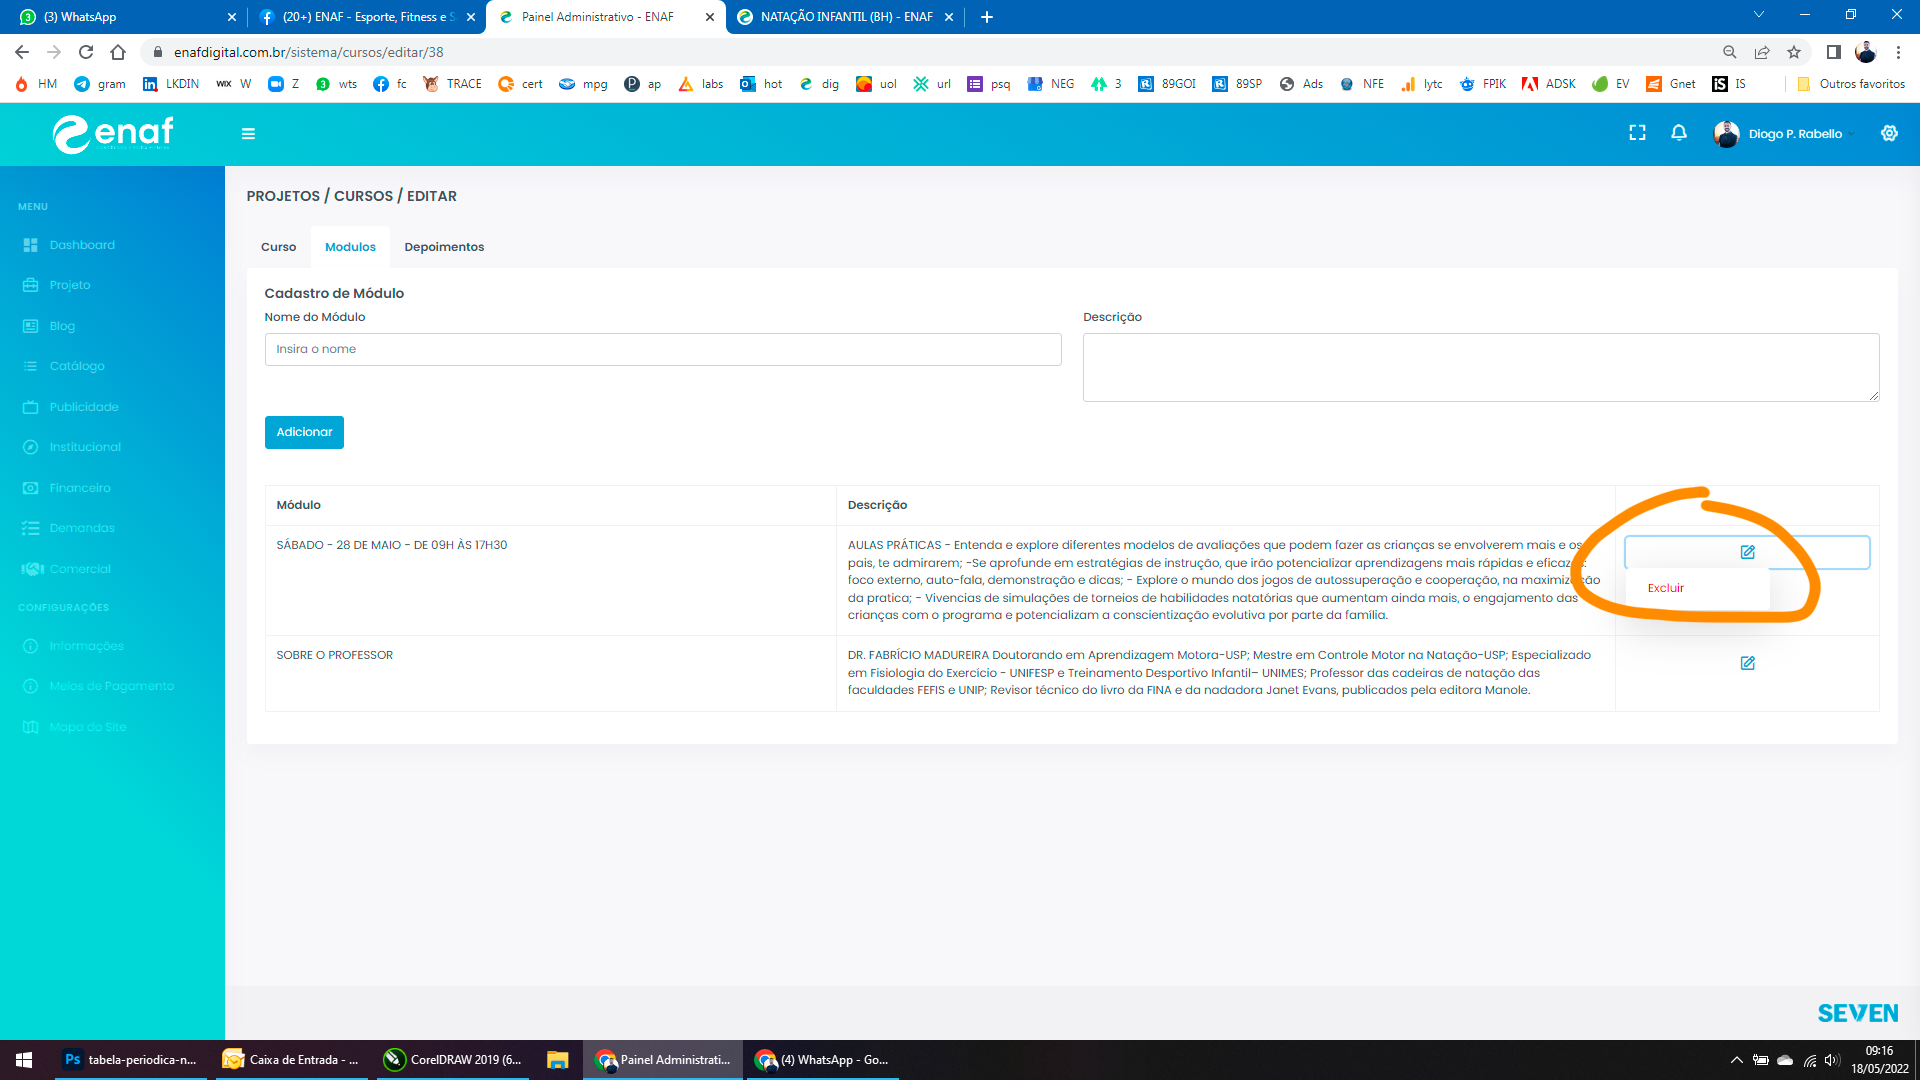 (3) WhatsApp
(20+) ENAF - Esporte, Fitness e S
Painel Administrativo - ENAF
NATAÇÃO INFANTIL (BH) - ENAF
enafdigital.com.br/sistema/cursos/editar/38
HM
gram
LKDIN
WiX W
Z
wts
fc
TRACE
cert
mpg
ap
labs
hot
dig
uol
url
psq
NEG
3
89GOI
89SP
Ads
NFE
lytc
FPIK
ADSK
EV
Gnet
iS IS
Outros favoritos
enaf
Diogo P. Rabello
MENU
Dashboard
Projeto
Blog
Catálogo
Publicidade
Institucional
Financeiro
Demandas
Comercial
CONFIGURAÇÕES
Informações
Meios de Pagamento
Mapa do Site
PROJETOS / CURSOS / EDITAR
Curso
Modulos
Depoimentos
Cadastro de Módulo
Nome do Módulo
Descrição
Insira o nome
Adicionar
Módulo
Descrição
SÁBADO - 28 DE MAIO - DE 09H ÀS 17H30
AULAS PRÁTICAS - Entenda e explore diferentes modelos de avaliações que podem fazer as crianças se envolverem mais e os
pais, te admirarem; -Se aprofunde em estratégias de instrução, que irão potencializar aprendizagens mais rápidas e eficazes:
foco externo, auto-fala, demonstração e dicas; - Explore o mundo dos jogos de autossuperação e cooperação, na maximização
da pratica; - Vivencias de simulações de torneios de habilidades natatórias que aumentam ainda mais, o engajamento das
crianças com o programa e potencializam a conscientização evolutiva por parte da família.
Excluir
SOBRE O PROFESSOR
DR. FABRÍCIO MADUREIRA Doutorando em Aprendizagem Motora-USP; Mestre em Controle Motor na Natação-USP; Especializado
em Fisiologia do Exercício - UNIFESP e Treinamento Desportivo Infantil– UNIMES; Professor das cadeiras de natação das
faculdades FEFIS e UNIP; Revisor técnico do livro da FINA e da nadadora Janet Evans, publicados pela editora Manole.
SEVEN
Ps tabela-periodica-n...
Caixa de Entrada - ...
CorelDRAW 2019 (6...
Painel Administrati...
(4) WhatsApp - Go...
09:16
18/05/2022